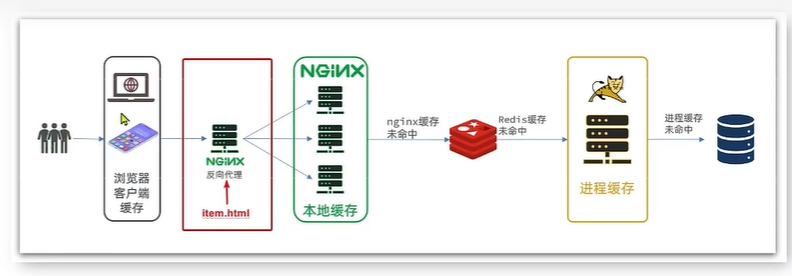 浏览器
客户端
缓存
NGINX
反向代理
item.html
NGINX
本地缓存
nginx缓存
未命中
Redis缓存
未命中
进程缓存
进程缓存
未命中